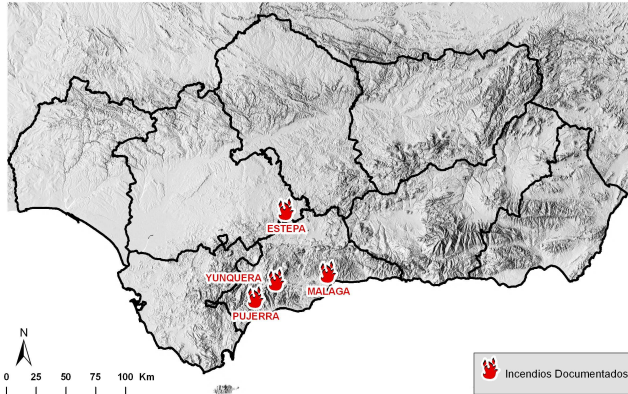 ESTEPA
YUNQUERA
MALAGA
PUJERRA
N
0 25 50 75 100 Km
Incendios Documentados